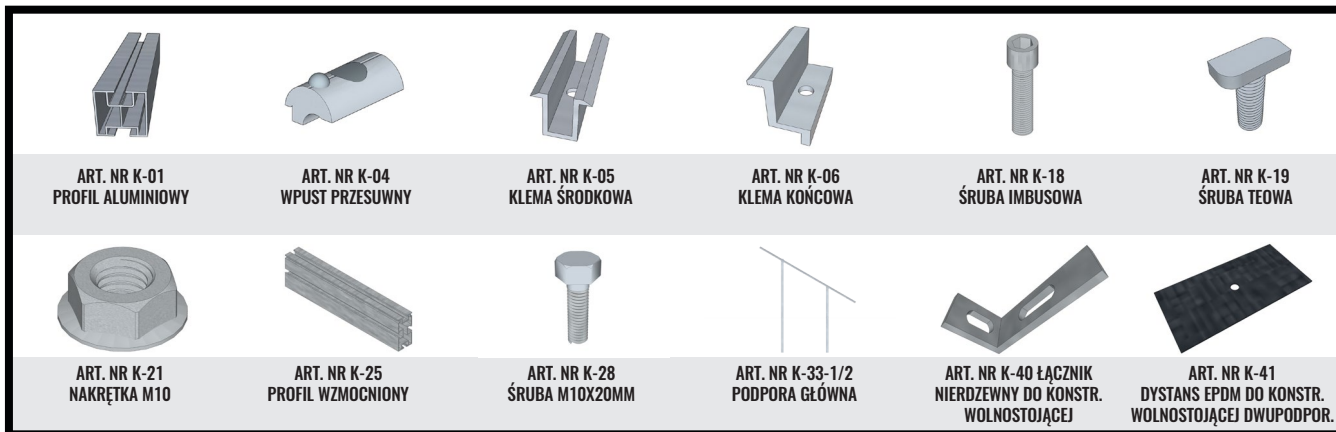 ART. NR K-01
PROFIL ALUMINIOWY
ART. NR K-04
WPUST PRZESUWNY
ART. NR K-05
KLEMA ŚRODKOWA
ART. NR K-06
KLEMA KOŃCOWA
ART. NR K-18
ŚRUBA IMBUSOWA
ART. NR K-19
ŚRUBA TEOWA
ART. NR K-21
NAKRĘTKA M10
ART. NR K-25
PROFIL WZMOCNIONY
ART. NR K-28
ŚRUBA M10X20MM
ART. NR K-33-1/2
PODPORA GŁÓWNA
ART. NR K-40 ŁĄCZNIK
NIERDZEWNY DO KONSTR.
WOLNOSTOJĄCEJ
ART. NR K-41
DYSTANS EPDM DO KONSTR.
WOLNOSTOJĄCEJ DWUPODPOR.